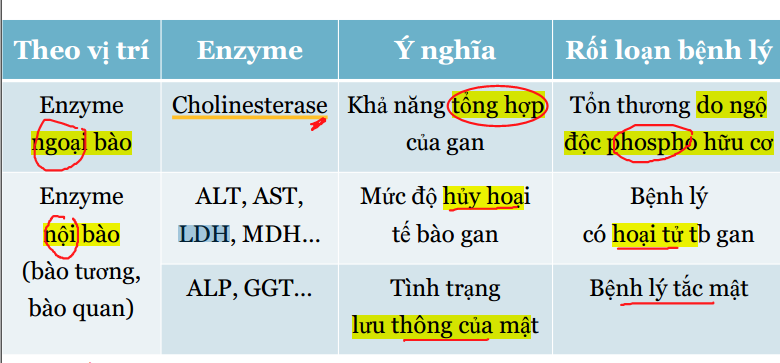 Theo vị trí
Enzyme
Ý nghĩa
Rối loạn bệnh lý
Enzyme
ngoại bào
Cholinesterase
Khả năng tổng hợp
của gan
Tổn thương do ngộ
độc phospho hữu cơ
Enzyme
nội bào
(bào tương,
bào quan)
ALT, AST,
LDH, MDH...
Mức độ hủy hoại
tế bào gan
Bệnh lý
có hoại tử tb gan
ALP, GGT...
Tình trạng
lưu thông của mật
Bệnh lý tắc mật